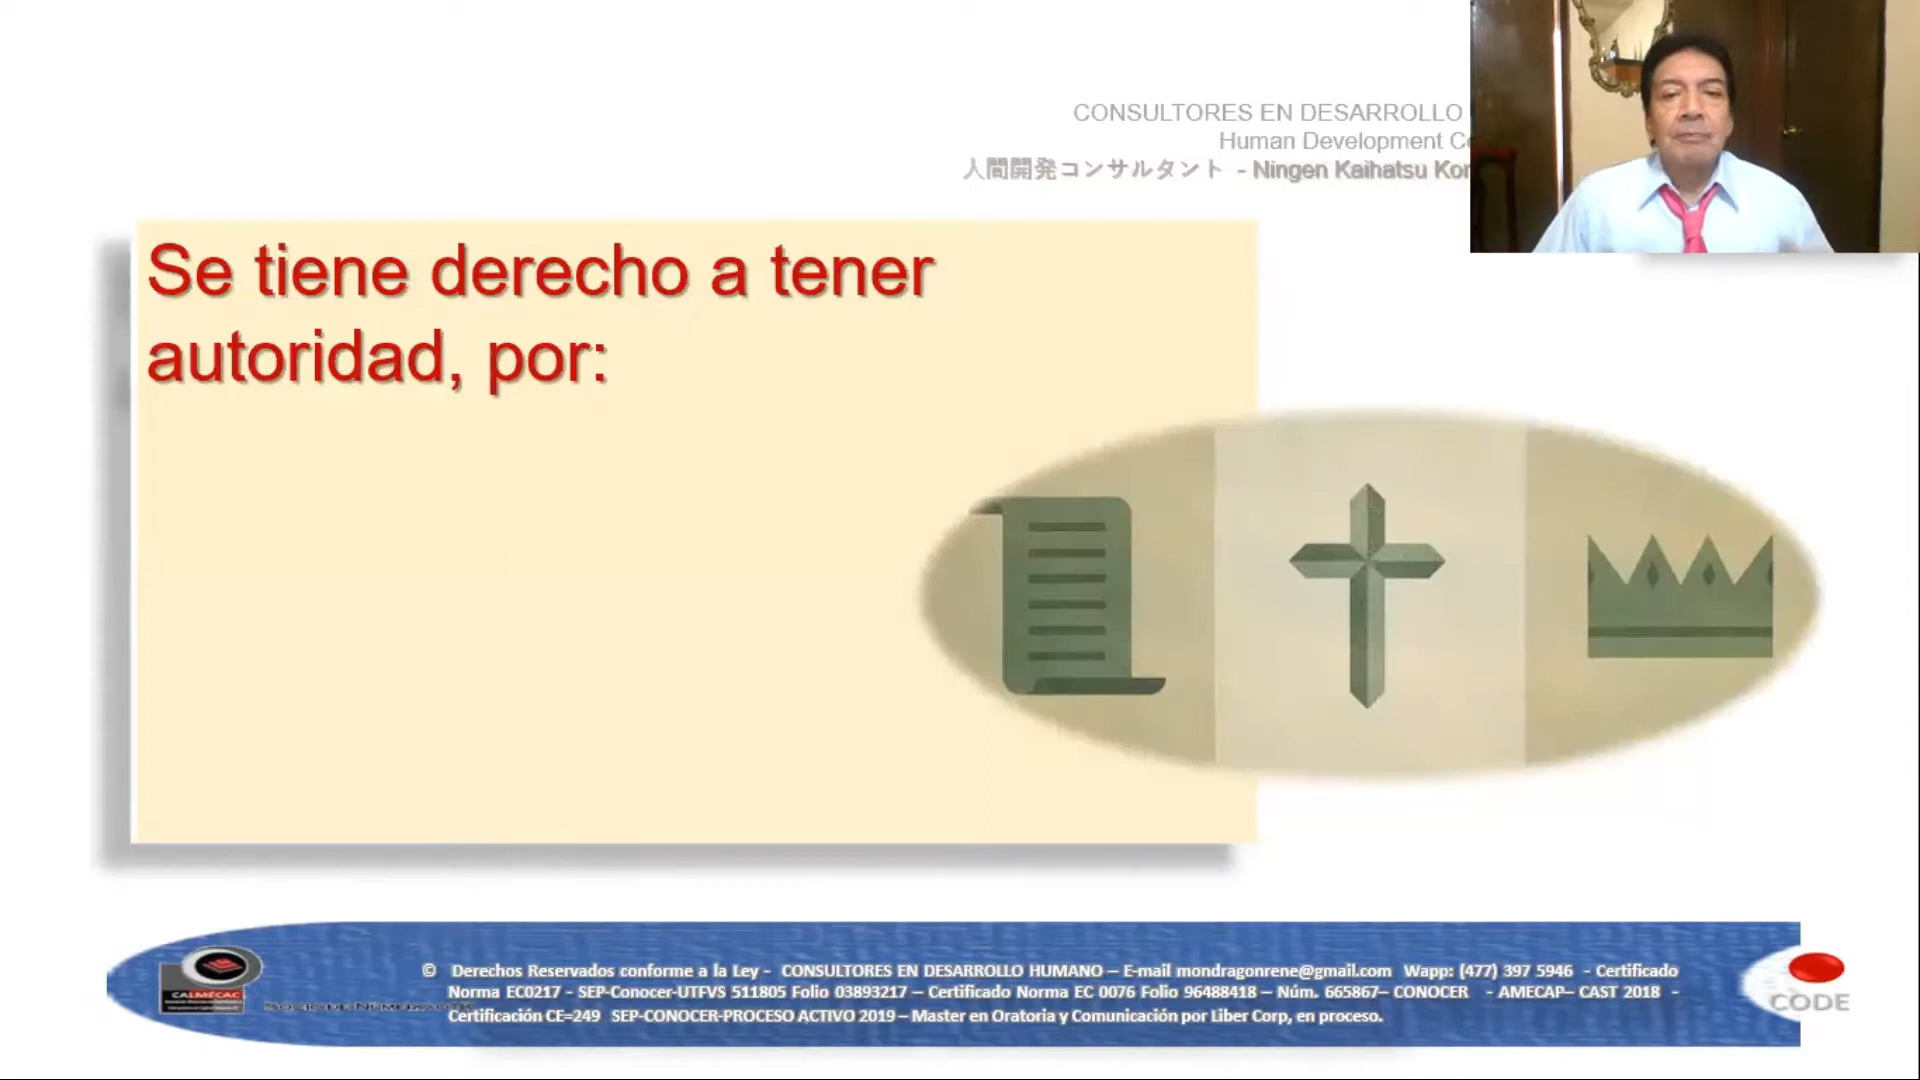 CONSULTORES EN DESARROLLO
Human Development
人間開発コンサルタント - Ningen Kaihatsu
Se tiene derecho a tener
autoridad, por:
© Derechos Reservados conforme a la Ley - CONSULTORES EN DESARROLLO HUMANO – E-mail mondragonrene@gmail.com Wapp: (477) 397 5946 - Certificado
Norma EC0217 - SEP-Conocer-UTFVS 511805 Folio 03893217 – Certificado Norma EC 0076 Folio 96488418 – Núm. 665867– CONOCER - AMECAP– CAST 2018 -
Certificación CE=249 SEP-CONOCER-PROCESO ACTIVO 2019 – Master en Oratoria y Comunicación por Liber Corp, en proceso.
CALMÉCAC
CODE